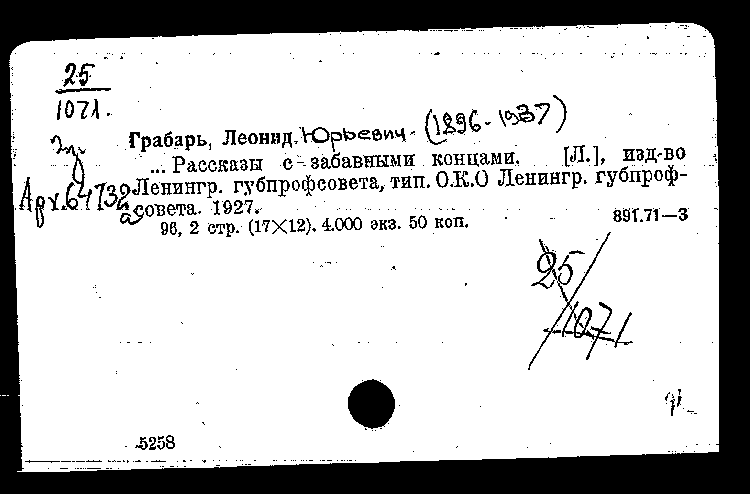 25
1071.
Грабарь, Леонид. Юрьевич. (1896-1937)
... Рассказы с забавными концами. [Л.], изд-во
Ленингр. губпрофсовета, тип. О.К.О Ленингр. губпроф-
совета. 1927.
96, 2 стр. (17×12). 4.000 экз. 50 коп. 891.71—3
25
1071
5258